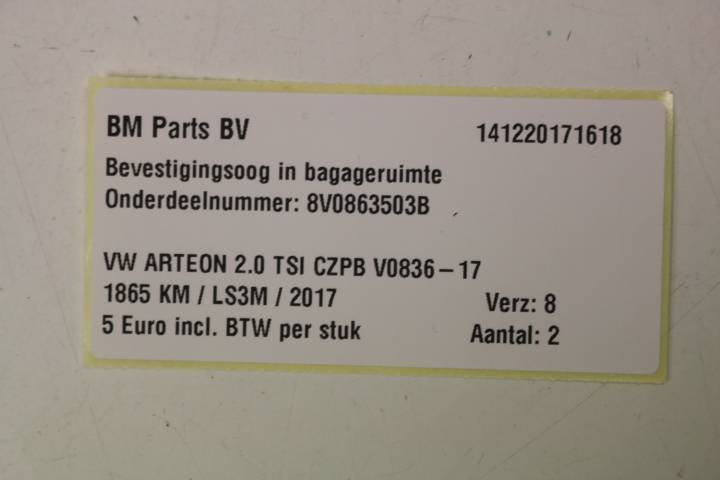 BM Parts BV 141220171618
Bevestigingsoog in bagageruimte
Onderdeelnummer: 8V0863503B
VW ARTEON 2.0 TSI CZPB V0836-17
1865 KM / LS3M / 2017 Verz: 8
5 Euro incl. BTW per stuk Aantal: 2